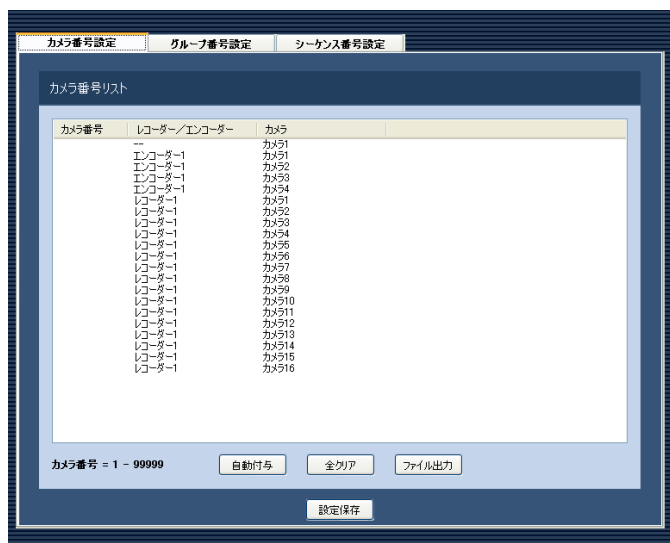 カメラ番号設定 グループ番号設定 シーケンス番号設定
カメラ番号リスト
カメラ番号 レコーダー／エンコーダー カメラ
-- カメラ1
エンコーダー1 カメラ1
エンコーダー1 カメラ2
エンコーダー1 カメラ3
エンコーダー1 カメラ4
レコーダー1 カメラ1
レコーダー1 カメラ2
レコーダー1 カメラ3
レコーダー1 カメラ4
レコーダー1 カメラ5
レコーダー1 カメラ6
レコーダー1 カメラ7
レコーダー1 カメラ8
レコーダー1 カメラ9
レコーダー1 カメラ10
レコーダー1 カメラ11
レコーダー1 カメラ12
レコーダー1 カメラ13
レコーダー1 カメラ14
レコーダー1 カメラ15
レコーダー1 カメラ16
カメラ番号 = 1 - 99999 自動付与 全クリア ファイル出力
設定保存